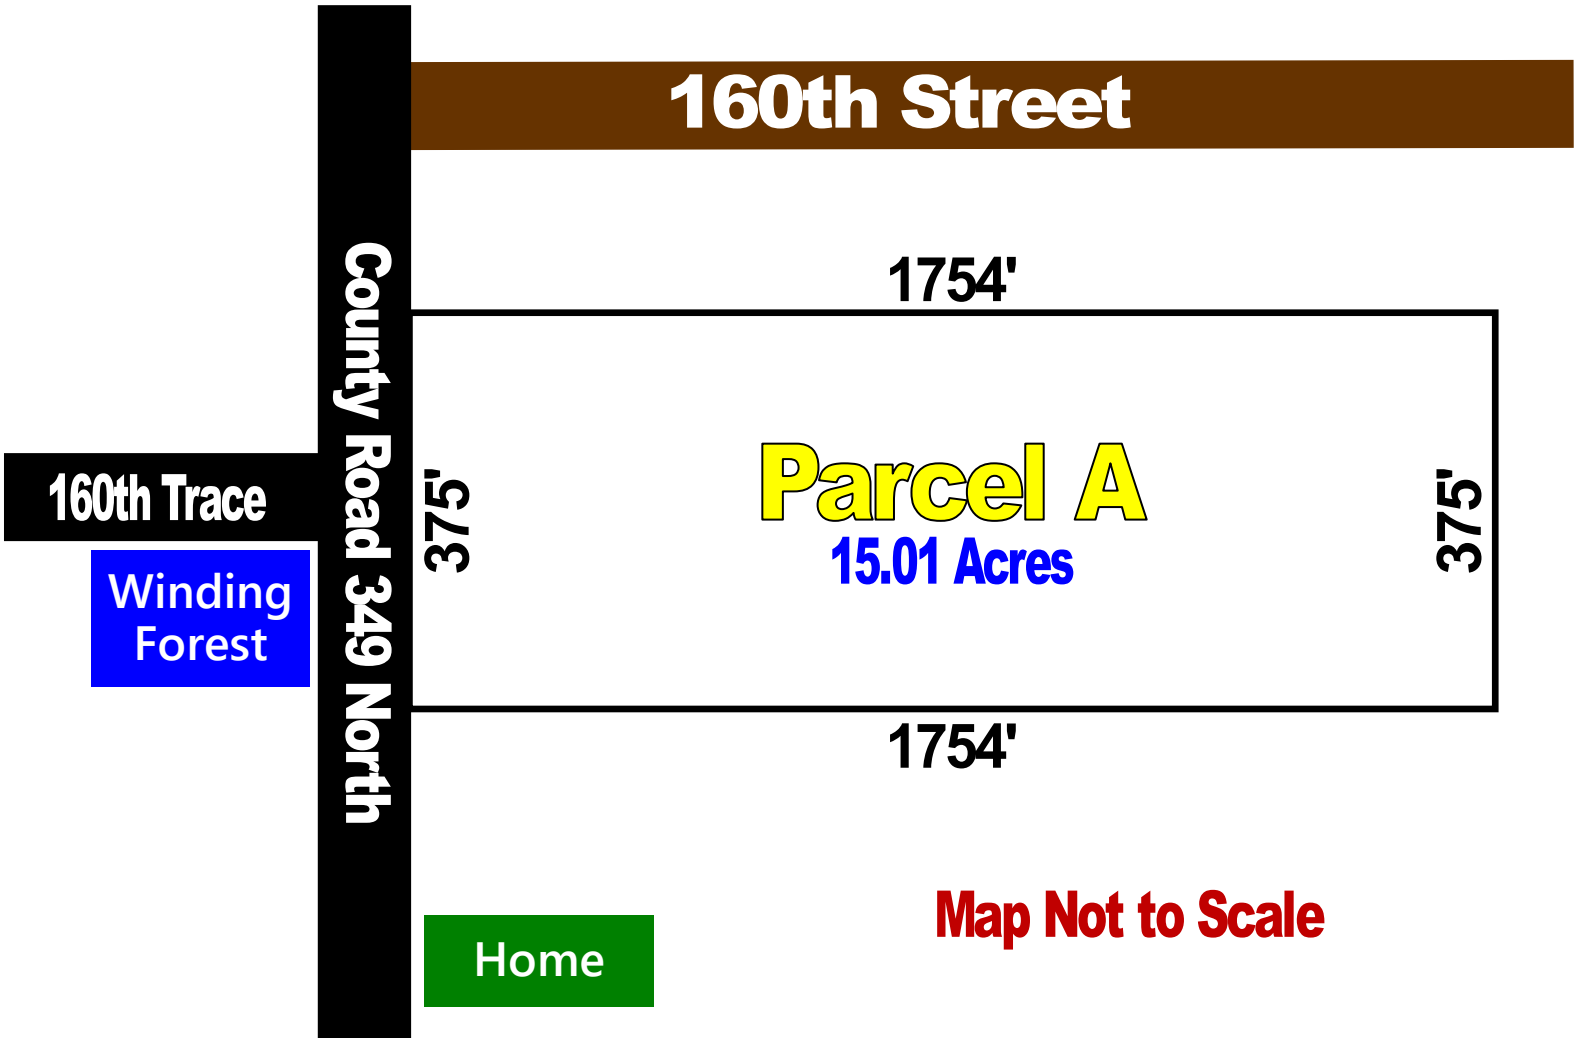 160th Street
County Road 349 North
1754'
160th Trace
375'
Parcel A
15.01 Acres
375'
Winding
Forest
1754'
Map Not to Scale
Home